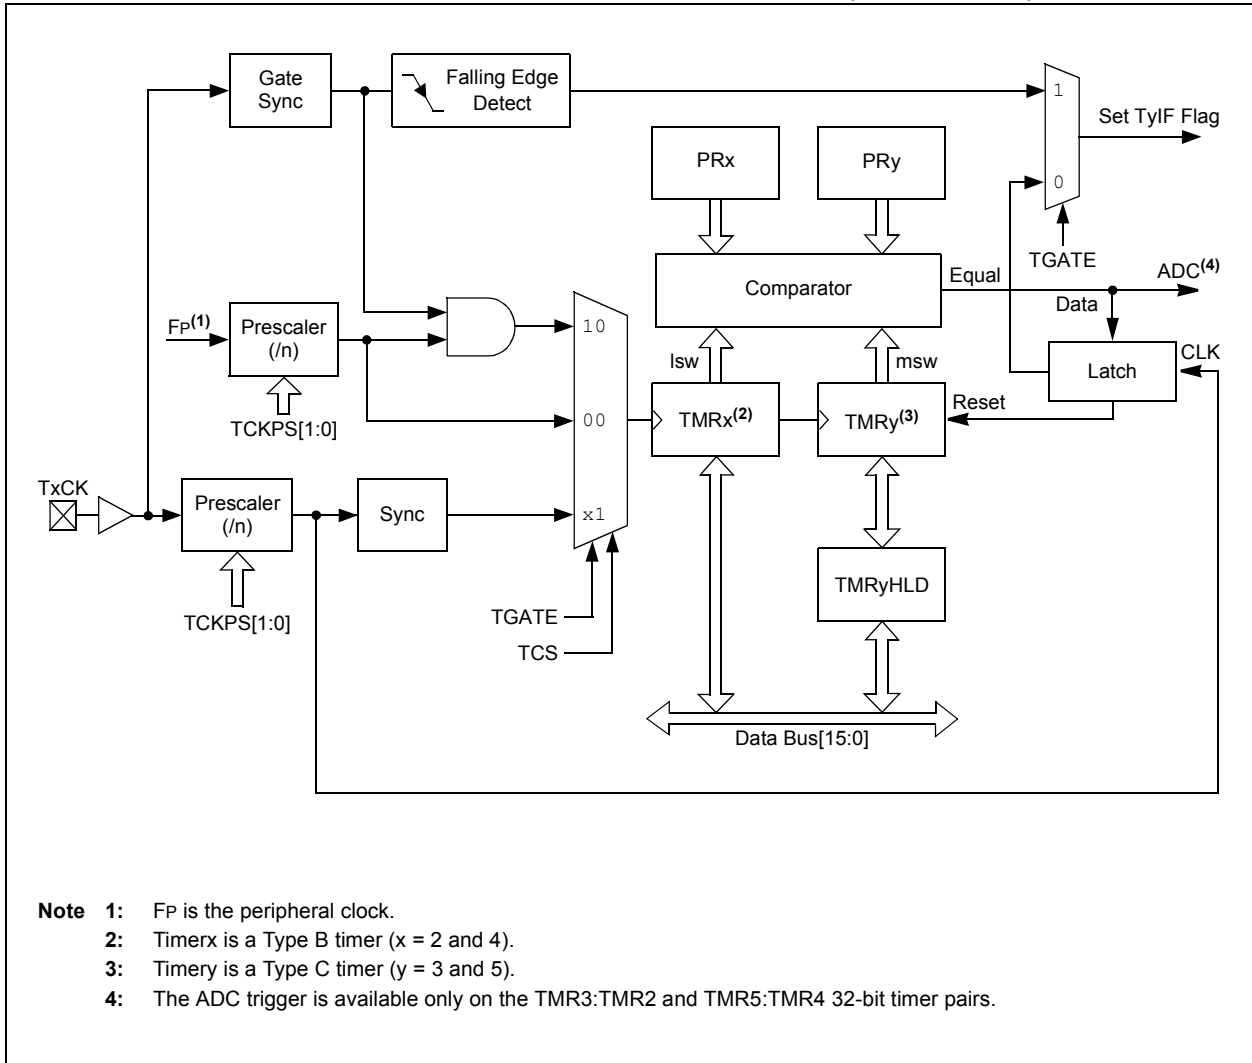 Gate
Sync
Falling Edge
Detect
1
Set TyIF Flag
PRx
PRy
0
TGATE
Comparator
Equal
ADC(4)
Data
FP(1)
Prescaler
(/n)
10
lsw
msw
CLK
Latch
TCKPS[1:0]
00
TMRx(2)
TMRy(3)
Reset
TxCK
Prescaler
(/n)
Sync
x1
TMRyHLD
TCKPS[1:0]
TGATE
TCS
Data Bus[15:0]
Note 1: FP is the peripheral clock.
2: Timerx is a Type B timer (x = 2 and 4).
3: Timery is a Type C timer (y = 3 and 5).
4: The ADC trigger is available only on the TMR3:TMR2 and TMR5:TMR4 32-bit timer pairs.